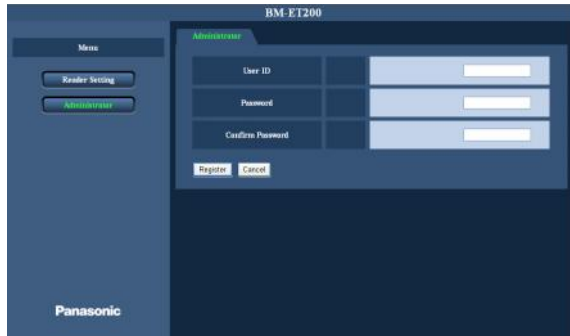 BM-ET200
Menu
Reader Setting
Administrator
Administrator
User ID
Password
Confirm Password
Register Cancel
Panasonic